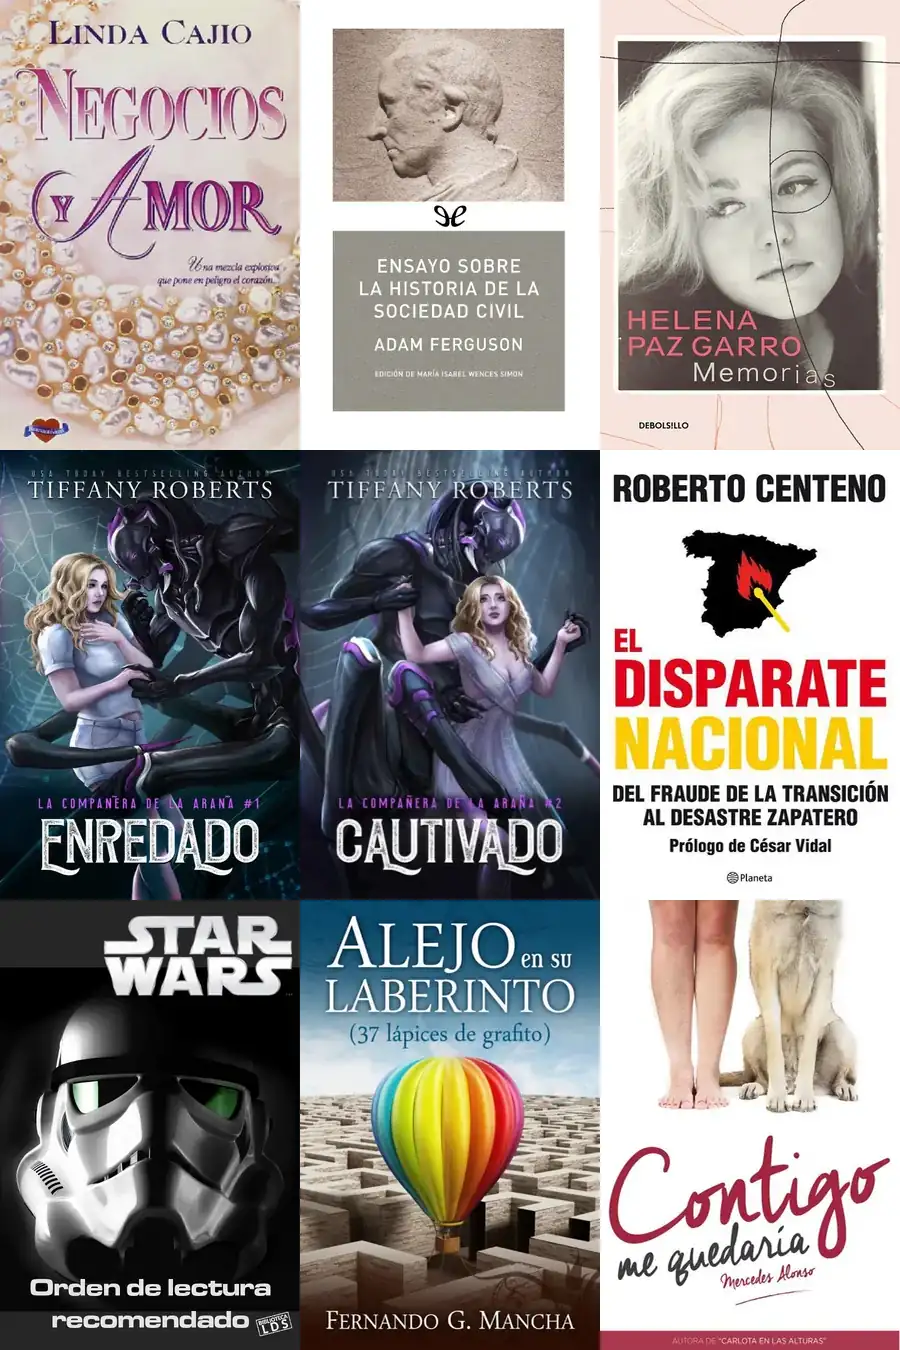 LINDA CAJIO
NEGOCIOS
Y AMOR
Una mezcla explosiva
que pone en peligro el corazón...
ENSAYO SOBRE
LA HISTORIA DE LA
SOCIEDAD CIVIL
ADAM FERGUSON
EDICIÓN DE MARÍA ISABEL WENCES SIMON
HELENA
PAZ GARRO
Memorias
DEBOLS!LLO
USA TODAY BESTSELLING AUTHOR
TIFFANY ROBERTS
LA COMPAÑERA DE LA ARAÑA #1
ENREDADO
USA TODAY BESTSELLING AUTHOR
TIFFANY ROBERTS
LA COMPAÑERA DE LA ARAÑA #2
CAUTIVADO
ROBERTO CENTENO
EL
DISPARATE
NACIONAL
DEL FRAUDE DE LA TRANSICIÓN
AL DESASTRE ZAPATERO
Prólogo de César Vidal
Planeta
STAR
WARS
Orden de lectura
recomendado
BIBLIOTECA
LDS
ALEJO en su
LABERINTO
(37 lápices de grafito)
FERNANDO G. MANCHA
Contigo
me quedaría
Mercedes Alonso
AUTORA DE "CARLOTA EN LAS ALTURAS"